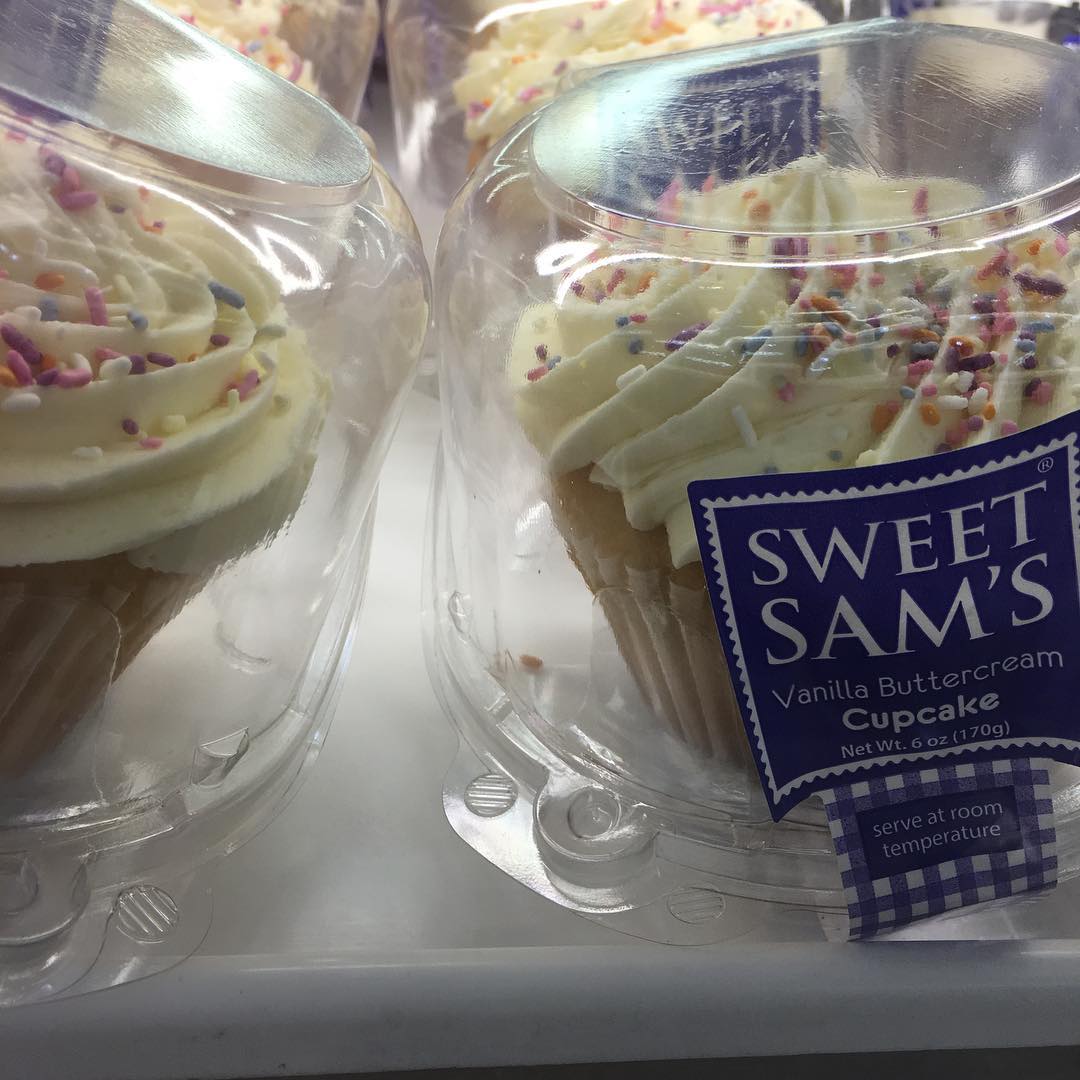 SWEET®
SAM'S
Vanilla Buttercream
Cupcake
Net Wt. 6 oz (170g)
serve at room
temperature